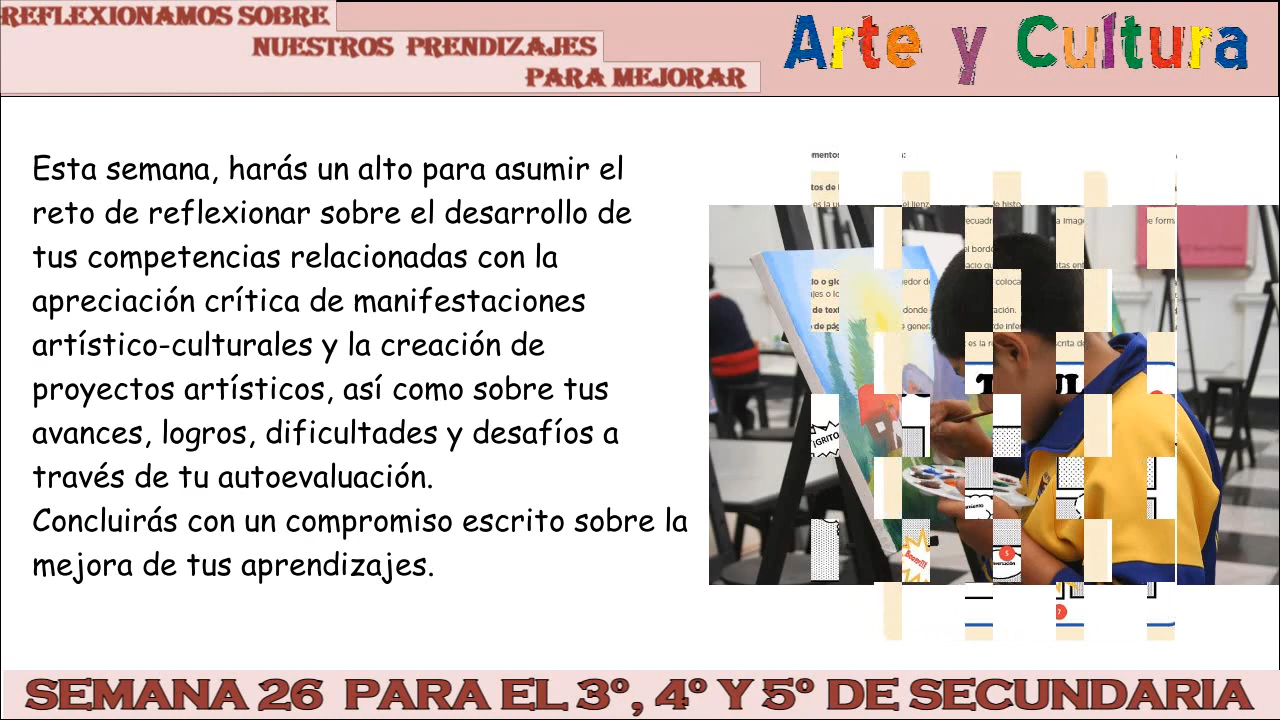 REFLEXIONAMOS SOBRE
NUESTROS PRENDIZAJES
PARA MEJORAR
Arte y Cultura
Esta semana, harás un alto para asumir el
reto de reflexionar sobre el desarrollo de
tus competencias relacionadas con la
apreciación crítica de manifestaciones
artístico-culturales y la creación de
proyectos artísticos, así como sobre tus
avances, logros, dificultades y desafíos a
través de tu autoevaluación.
Concluirás con un compromiso escrito sobre la
mejora de tus aprendizajes.
SEMANA 26 PARA EL 3º, 4º Y 5º DE SECUNDARIA